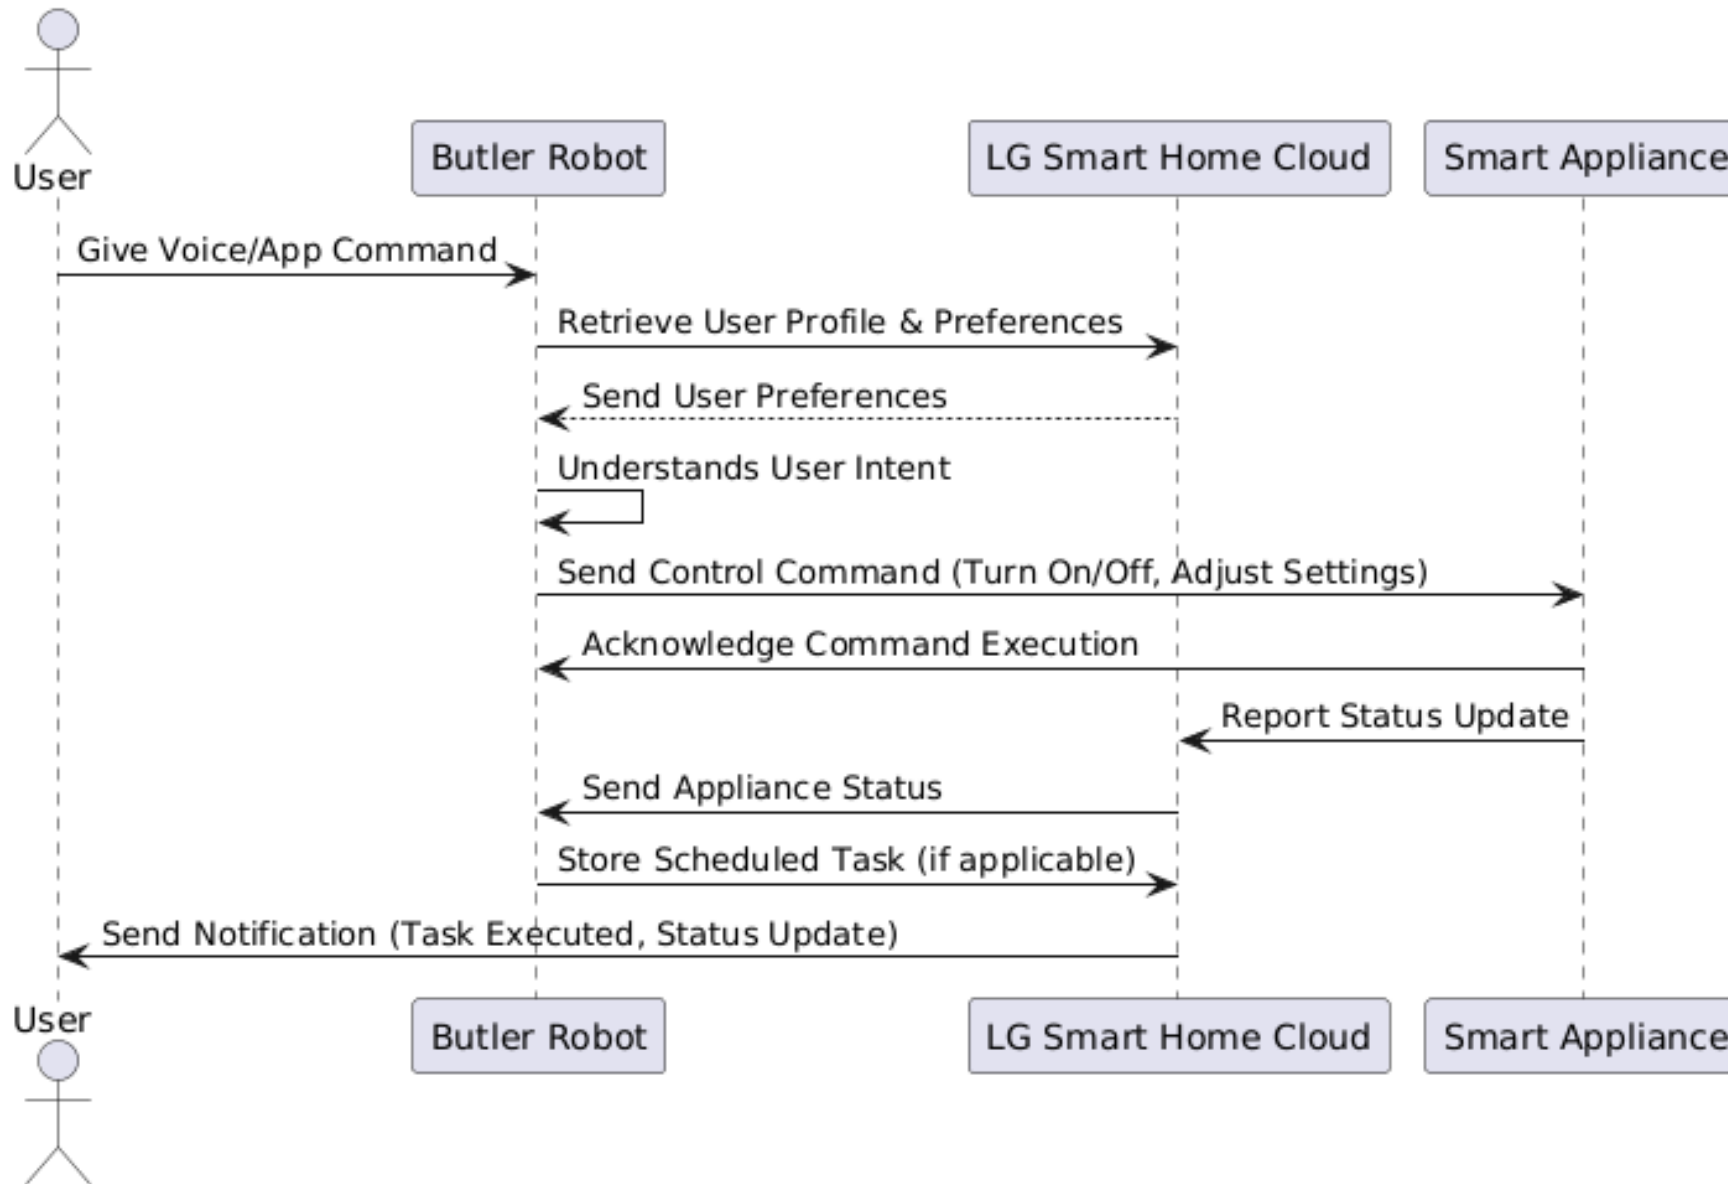 User
Butler Robot
LG Smart Home Cloud
Smart Appliance
Give Voice/App Command
Retrieve User Profile & Preferences
Send User Preferences
Understands User Intent
Send Control Command (Turn On/Off, Adjust Settings)
Acknowledge Command Execution
Report Status Update
Send Appliance Status
Store Scheduled Task (if applicable)
Send Notification (Task Executed, Status Update)
User
Butler Robot
LG Smart Home Cloud
Smart Appliance